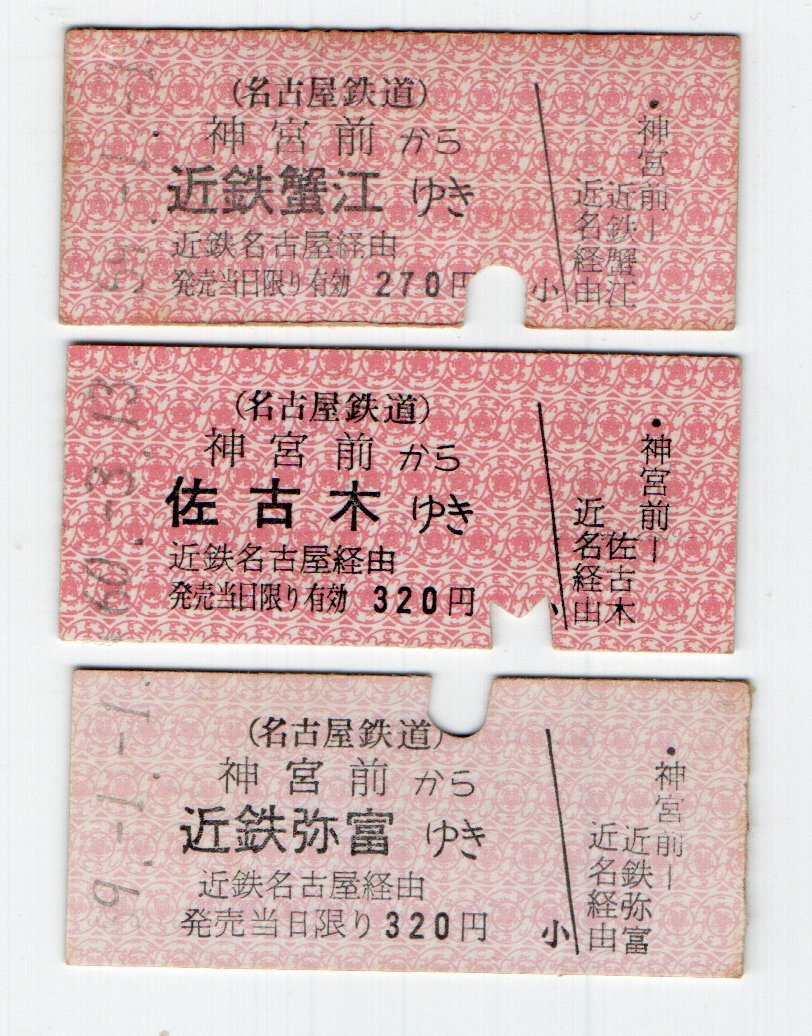 59.-1.-1.
(名古屋鉄道)
神宮前から
近鉄蟹江ゆき
近鉄名古屋経由
発売当日限り有効 270円
小
・神宮前ー
近鉄蟹江
近名経由
60.-3.13.
(名古屋鉄道)
神宮前から
佐古木ゆき
近鉄名古屋経由
発売当日限り有効 320円
・神宮前ー
佐古木
近名経由
59.-1.-1.
(名古屋鉄道)
神宮前から
近鉄弥富ゆき
近鉄名古屋経由
発売当日限り320円
小
・神宮前ー
近鉄弥富
近名経由